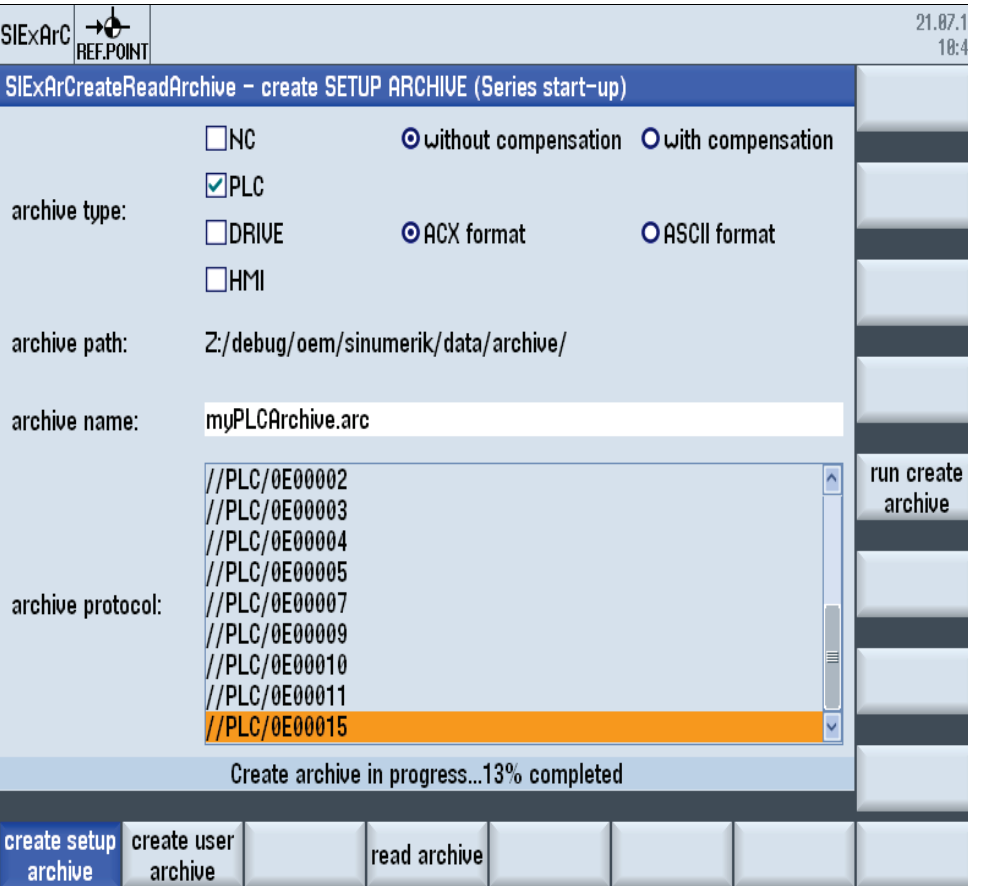 SIExArC
REF.POINT
21.07.1
10:4
SIExArCreateReadArchive - create SETUP ARCHIVE (Series start-up)
archive type:
NC
without compensation
with compensation
PLC
DRIVE
ACX format
ASCII format
HMI
archive path:
Z:/debug/oem/sinumerik/data/archive/
archive name:
myPLCArchive.arc
archive protocol:
//PLC/0E00002
//PLC/0E00003
//PLC/0E00004
//PLC/0E00005
//PLC/0E00007
//PLC/0E00009
//PLC/0E00010
//PLC/0E00011
//PLC/0E00015
run create
archive
Create archive in progress...13% completed
create setup
archive
create user
archive
read archive